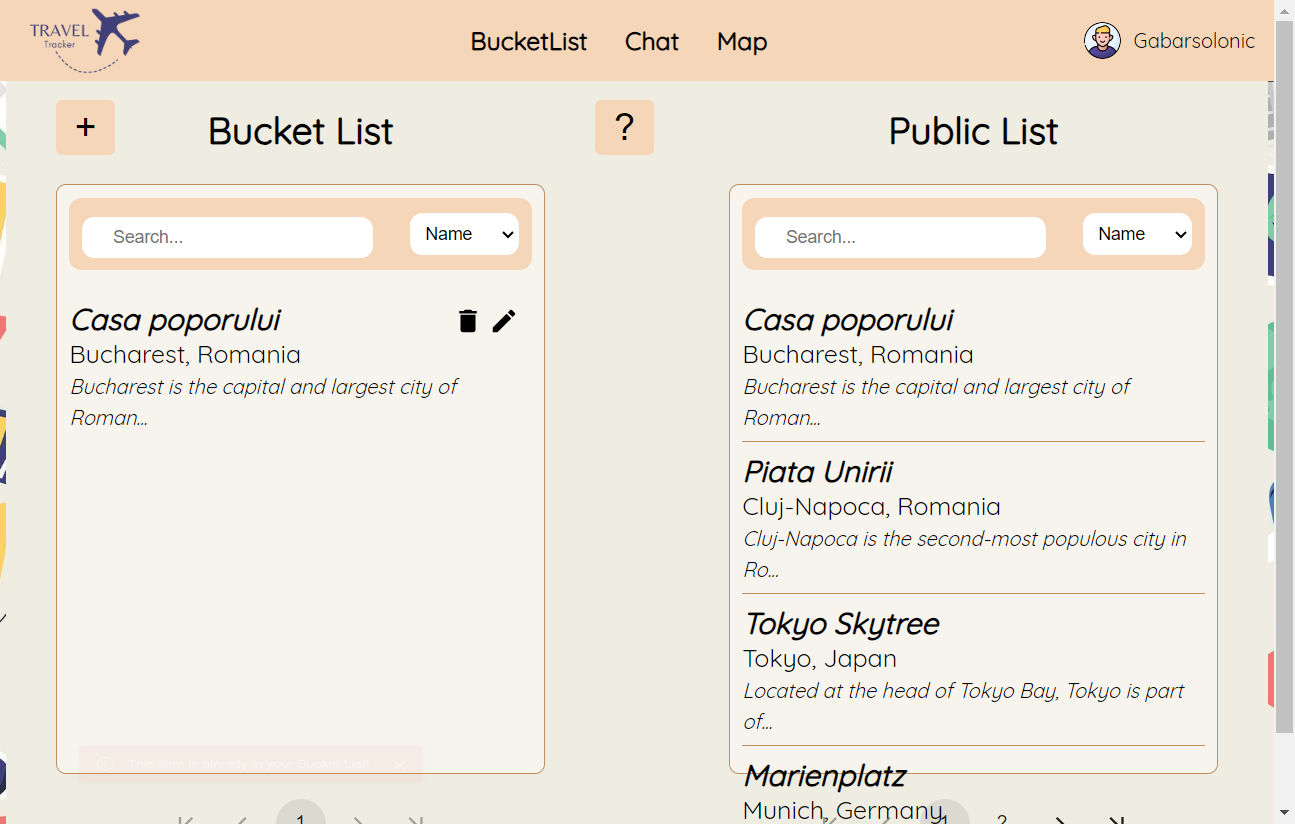 TRAVEL
Tracker
BucketList Chat Map
Gabarsolonic
+
Bucket List
?
Public List
Search...
Name
Search...
Name
Casa poporului
Bucharest, Romania
Bucharest is the capital and largest city of
Roman...
Casa poporului
Bucharest, Romania
Bucharest is the capital and largest city of
Roman...
Piata Unirii
Cluj-Napoca, Romania
Cluj-Napoca is the second-most populous city in
Ro...
Tokyo Skytree
Tokyo, Japan
Located at the head of Tokyo Bay, Tokyo is part
of...
Marienplatz
Munich, Germany
This item is already in your Bucket List!
1
1 2